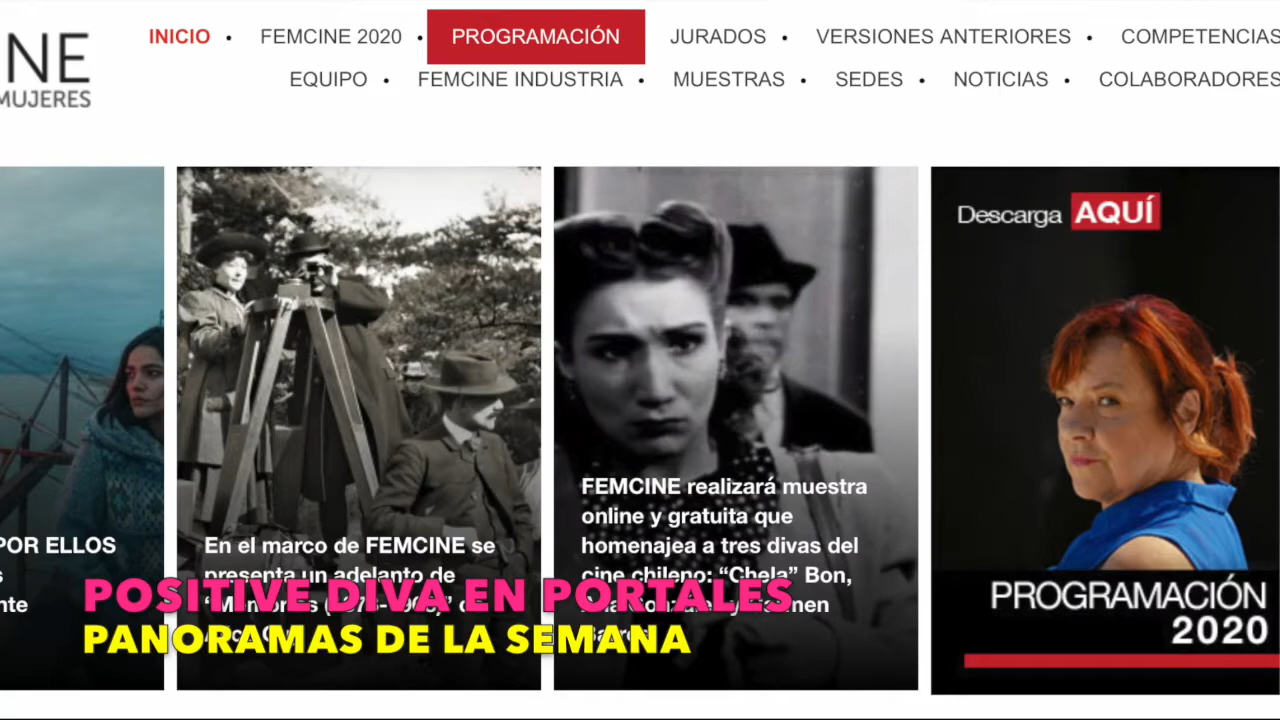 NE
MUJERES
INICIO • FEMCINE 2020 • PROGRAMACIÓN JURADOS • VERSIONES ANTERIORES • COMPETENCIAS
EQUIPO • FEMCINE INDUSTRIA • MUESTRAS • SEDES • NOTICIAS • COLABORADORES
POR ELLOS
En el marco de FEMCINE se
presenta un adelanto de
FEMCINE realizará muestra
online y gratuita que
homenajea a tres divas del
cine chileno: “Chela” Bon,
Descarga AQUÍ
PROGRAMACIÓN
2020
POSITIVE DIVA EN PORTALES
PANORAMAS DE LA SEMANA